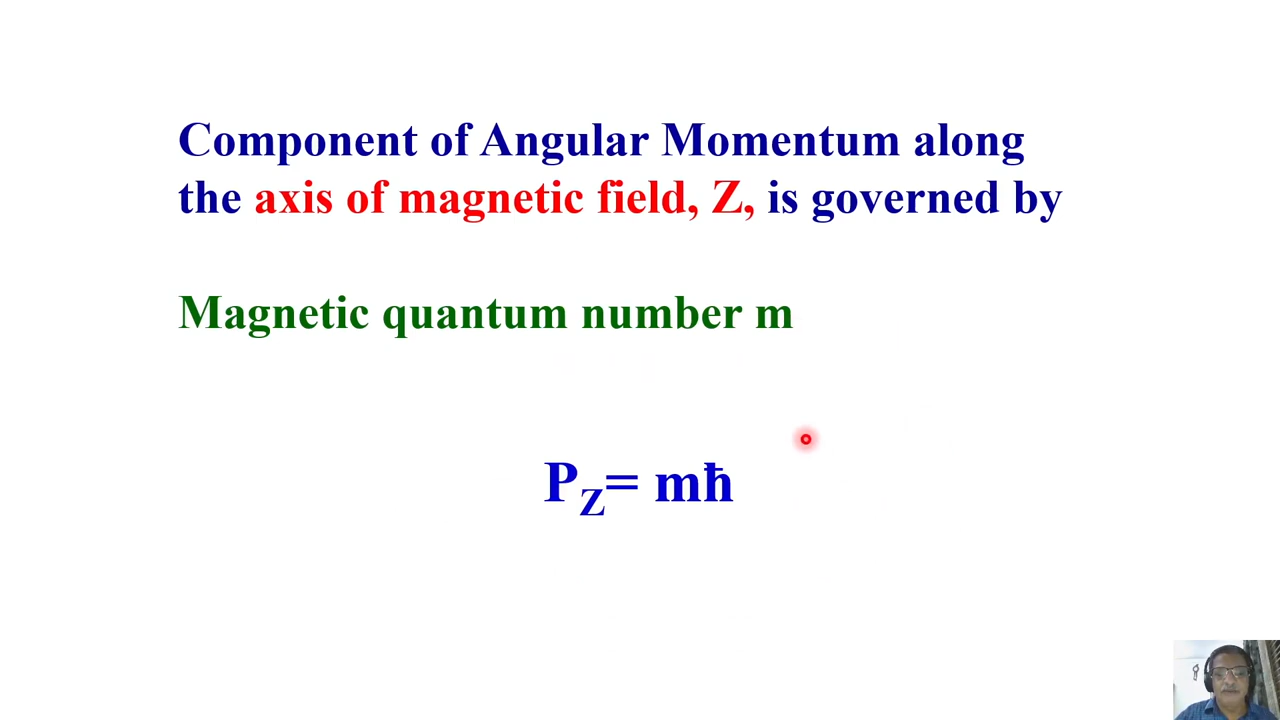 Component of Angular Momentum along
the axis of magnetic field, Z, is governed by
Magnetic quantum number m
PZ= mħ